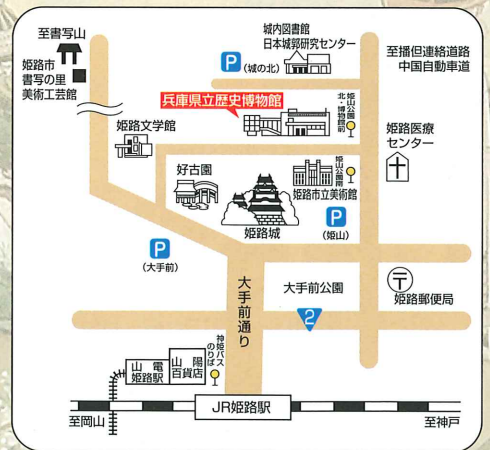 至書写山
姫路市
書写の里
美術工芸館
城内図書館
日本城郭研究センター
P
(城の北)
至播但連絡道路
中国自動車道
兵庫県立歴史博物館
姫山公園
北・博物館前
姫路文学館
姫路医療
センター
好古園
姫山公園南
姫路市立美術館
姫路城
P
(姫山)
P
(大手前)
大手前通り
大手前公園
〒
姫路郵便局
2
神姫バス
のりば
山電
姫路駅
山陽
百貨店
JR姫路駅
至岡山
至神戸